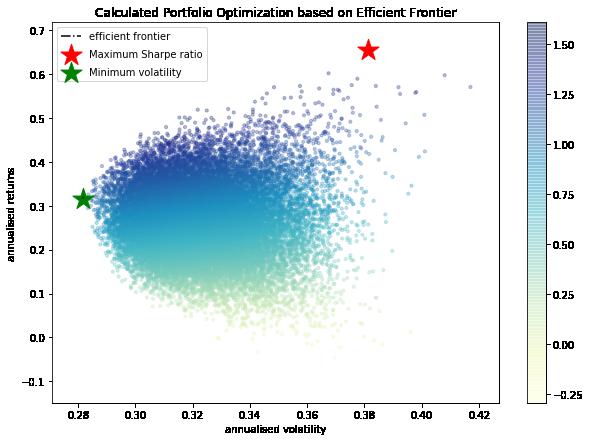 Calculated Portfolio Optimization based on Efficient Frontier
efficient frontier
Maximum Sharpe ratio
Minimum volatility
0.7
0.6
0.5
0.4
0.3
0.2
0.1
0.0
−0.1
annualised returns
0.28 0.30 0.32 0.34 0.36 0.38 0.40 0.42
annualised volatility
1.50
1.25
1.00
0.75
0.50
0.25
0.00
−0.25